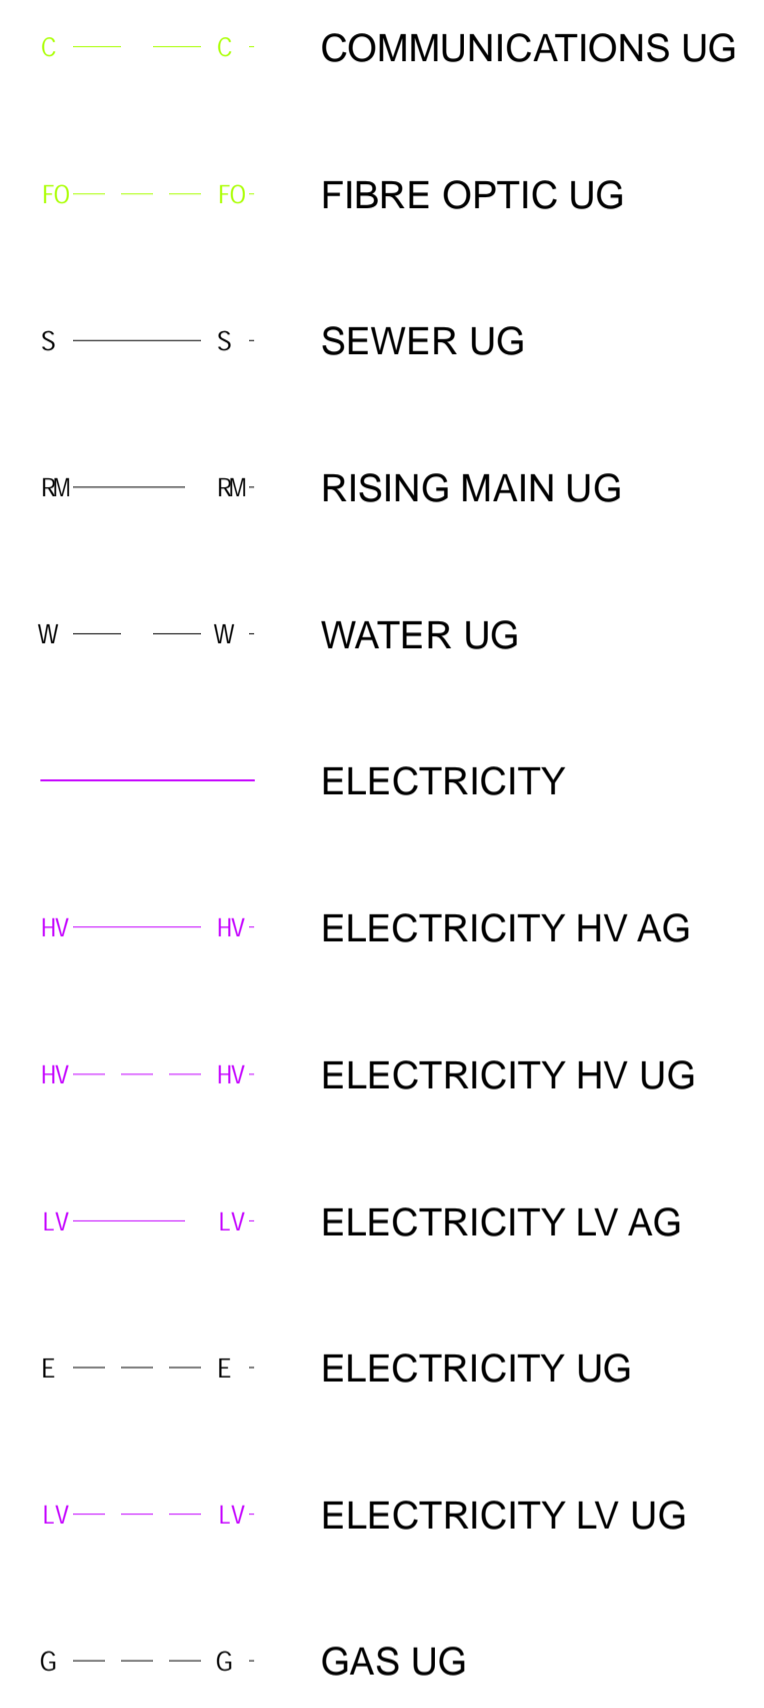 C C COMMUNICATIONS UG
FO FO FIBRE OPTIC UG
S S SEWER UG
RM RM RISING MAIN UG
W W WATER UG
ELECTRICITY
HV HV ELECTRICITY HV AG
HV HV ELECTRICITY HV UG
LV LV ELECTRICITY LV AG
E E ELECTRICITY UG
LV LV ELECTRICITY LV UG
G G GAS UG